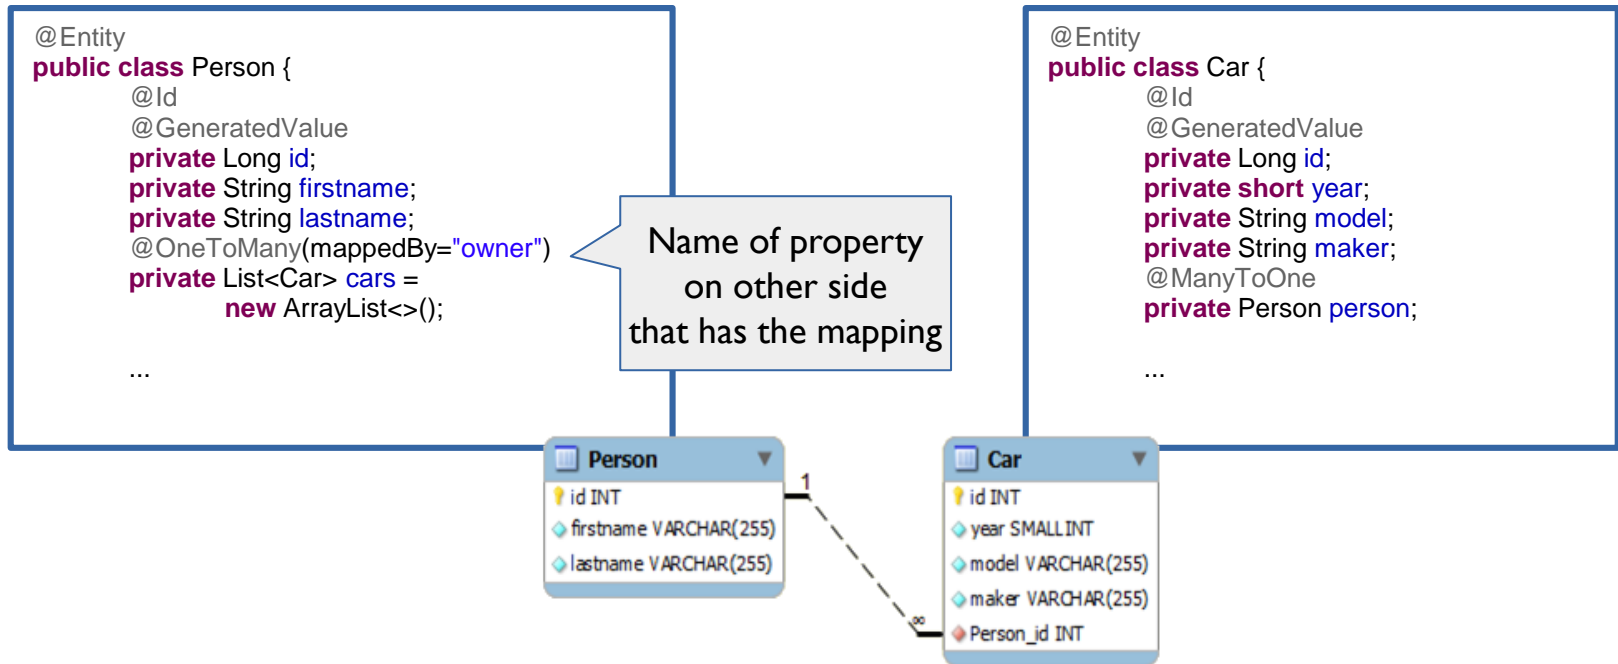 @Entity
public class Person {
@Id
@GeneratedValue
private Long id;
private String firstname;
private String lastname;
@OneToMany(mappedBy="owner")
private List<Car> cars =
new ArrayList<>();
...
Name of property
on other side
that has the mapping
@Entity
public class Car {
@Id
@GeneratedValue
private Long id;
private short year;
private String model;
private String maker;
@ManyToOne
private Person person;
...
Person
id INT
firstname VARCHAR(255)
lastname VARCHAR(255)
1
∞
Car
id INT
year SMALLINT
model VARCHAR(255)
maker VARCHAR(255)
Person_id INT